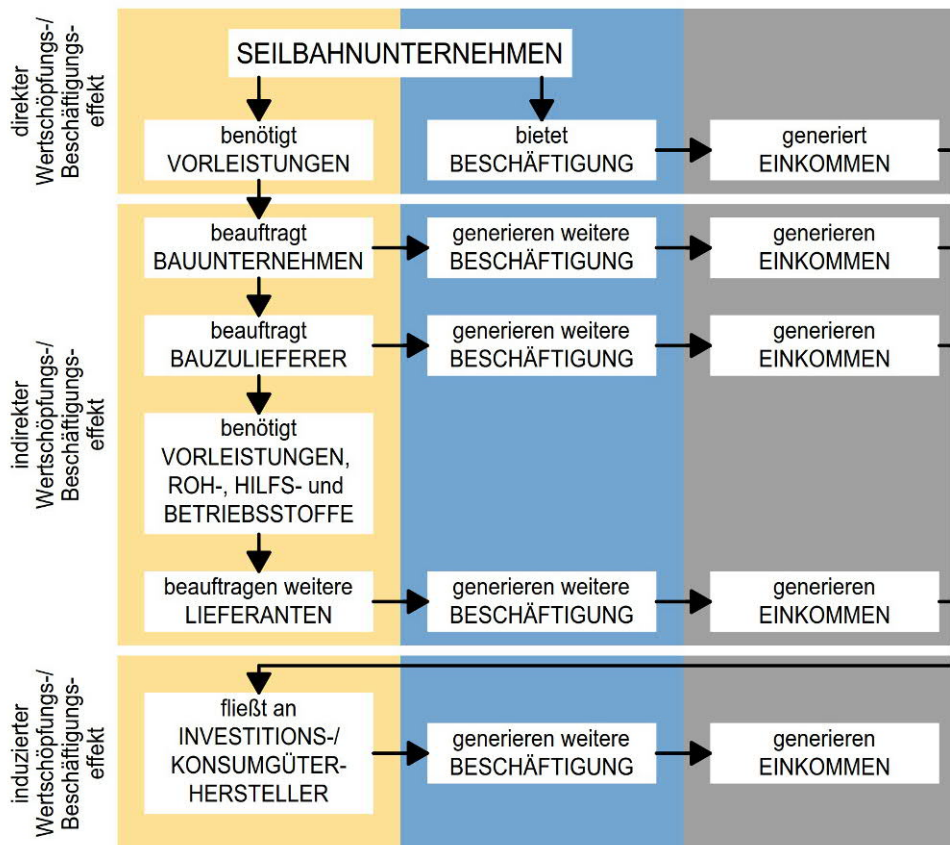 direkter
Wertschöpfungs-/
Beschäftigungs-
effekt
SEILBAHNUNTERNEHMEN
benötigt
VORLEISTUNGEN
bietet
BESCHÄFTIGUNG
generiert
EINKOMMEN
indirekter
Wertschöpfungs-/
Beschäftigungs-
effekt
beauftragt
BAUUNTERNEHMEN
generieren weitere
BESCHÄFTIGUNG
generieren
EINKOMMEN
beauftragt
BAUZULIEFERER
generieren weitere
BESCHÄFTIGUNG
generieren
EINKOMMEN
benötigt
VORLEISTUNGEN,
ROH-, HILFS- und
BETRIEBSSTOFFE
beauftragen weitere
LIEFERANTEN
generieren weitere
BESCHÄFTIGUNG
generieren
EINKOMMEN
induzierter
Wertschöpfungs-/
Beschäftigungs-
effekt
fließt an
INVESTITIONS-/
KONSUMGÜTER-
HERSTELLER
generieren weitere
BESCHÄFTIGUNG
generieren
EINKOMMEN